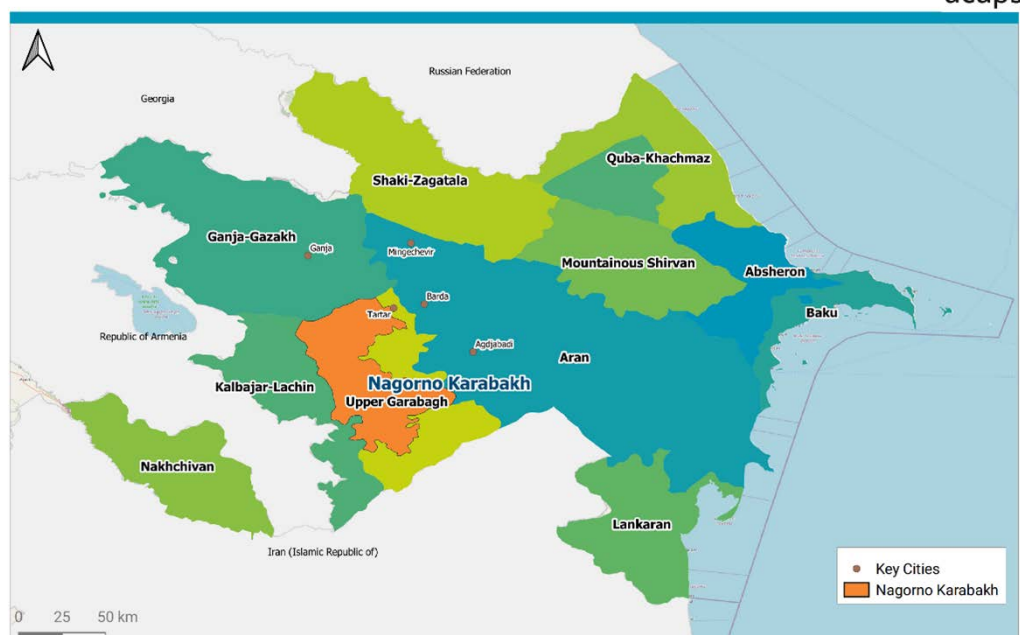 acaps
Russian Federation
Georgia
Quba-Khachmaz
Shaki-Zagatala
Ganja-Gazakh
Ganja
Mingechevir
Mountainous Shirvan
Absheron
Barda
Tartar
Baku
Republic of Armenia
Agdjabadi
Aran
Kalbajar-Lachin
Nagorno Karabakh
Upper Garabagh
Nakhchivan
Lankaran
Iran (Islamic Republic of)
Key Cities
Nagorno Karabakh
0 25 50 km